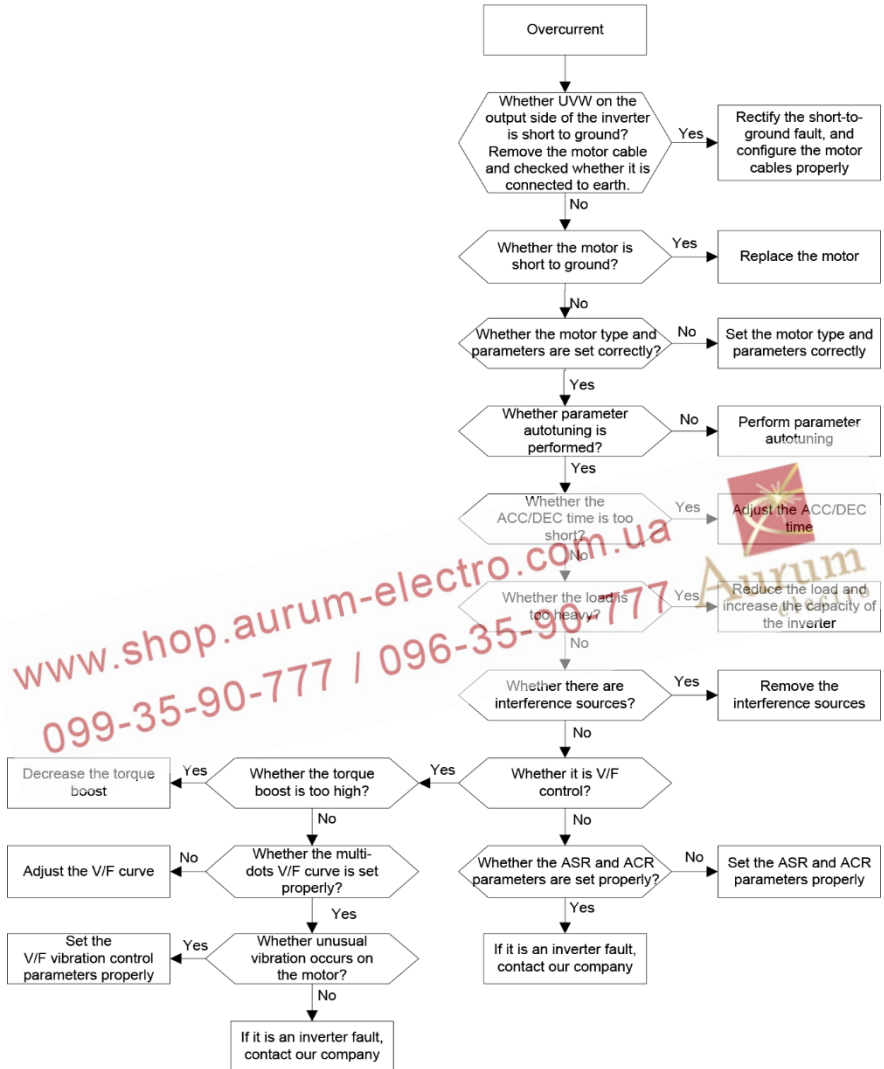 Overcurrent
Whether UVW on the
output side of the inverter
is short to ground?
Remove the motor cable
and checked whether it is
connected to earth.
Yes
Rectify the short-to-
ground fault, and
configure the motor
cables properly
No
Whether the motor is
short to ground?
Yes
Replace the motor
No
Whether the motor type and
parameters are set correctly?
No
Set the motor type and
parameters correctly
Yes
Whether parameter
autotuning is
performed?
No
Perform parameter
autotuning
Yes
Whether the
ACC/DEC time is too
short?
Yes
Adjust the ACC/DEC
time
No
Whether the load is
too heavy?
Yes
Reduce the load and
increase the capacity of
the inverter
No
Whether there are
interference sources?
Yes
Remove the
interference sources
No
Whether it is V/F
control?
Yes
Whether the torque
boost is too high?
Yes
Decrease the torque
boost
No
Whether the multi-
dots V/F curve is set
properly?
No
Adjust the V/F curve
Yes
Whether unusual
vibration occurs on
the motor?
Yes
Set the
V/F vibration control
parameters properly
No
If it is an inverter fault,
contact our company
No
Whether the ASR and ACR
parameters are set properly?
No
Set the ASR and ACR
parameters properly
Yes
If it is an inverter fault,
contact our company
www.shop.aurum-electro.com.ua
099-35-90-777 / 096-35-90-777
Aurum
electro